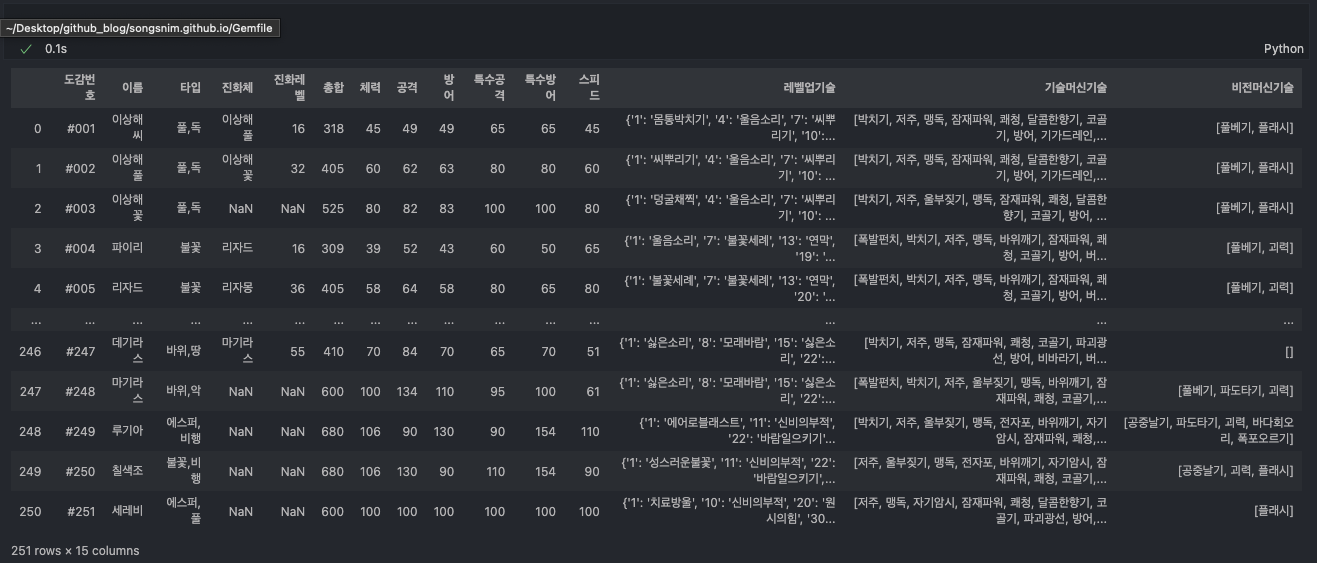 ~/Desktop/github_blog/songsnim.github.io/Gemfile
✓ 0.1s Python
도감번호 이름 타입 진화체 진화레벨 총합 체력 공격 방어 특수공격 특수방어 스피드 레벨업기술 기술머신기술 비전머신기술
0 #001 이상해씨 풀,독 이상해풀 16 318 45 49 49 65 65 45 {'1': '몸통박치기', '4': '울음소리', '7': '씨뿌리기', '10':... [박치기, 저주, 맹독, 잠재파워, 쾌청, 달콤한향기, 코골기, 방어, 기가드레인,... [풀베기, 플래시]
1 #002 이상해풀 풀,독 이상해꽃 32 405 60 62 63 80 80 60 {'1': '씨뿌리기', '4': '울음소리', '7': '씨뿌리기', '10': ... [박치기, 저주, 맹독, 잠재파워, 쾌청, 달콤한향기, 코골기, 방어, 기가드레인,... [풀베기, 플래시]
2 #003 이상해꽃 풀,독 NaN NaN 525 80 82 83 100 100 80 {'1': '덩굴채찍', '4': '울음소리', '7': '씨뿌리기', '10': ... [박치기, 저주, 울부짖기, 맹독, 잠재파워, 쾌청, 달콤한향기, 코골기, 방어, ... [풀베기, 플래시]
3 #004 파이리 불꽃 리자드 16 309 39 52 43 60 50 65 {'1': '울음소리', '7': '불꽃세례', '13': '연막', '19': '... [폭발펀치, 박치기, 저주, 맹독, 바위깨기, 잠재파워, 쾌청, 코골기, 방어, 버... [풀베기, 괴력]
4 #005 리자드 불꽃 리자몽 36 405 58 64 58 80 65 80 {'1': '불꽃세례', '7': '불꽃세례', '13': '연막', '20': '... [폭발펀치, 박치기, 저주, 맹독, 바위깨기, 잠재파워, 쾌청, 코골기, 방어, 버... [풀베기, 괴력]
... ... ... ... ... ... ... ... ... ... ... ... ... ... ... ...
246 #247 데기라스 바위,땅 마기라스 55 410 70 84 70 65 70 51 {'1': '싫은소리', '8': '모래바람', '15': '싫은소리', '22':... [박치기, 저주, 맹독, 잠재파워, 쾌청, 코골기, 파괴광선, 방어, 비바라기, 버... []
247 #248 마기라스 바위,악 NaN NaN 600 100 134 110 95 100 61 {'1': '싫은소리', '8': '모래바람', '15': '싫은소리', '22':... [폭발펀치, 박치기, 저주, 울부짖기, 맹독, 바위깨기, 잠재파워, 쾌청, 코골기,... [풀베기, 파도타기, 괴력]
248 #249 루기아 에스퍼,비행 NaN NaN 680 106 90 130 90 154 110 {'1': '에어로블래스트', '11': '신비의부적', '22': '바람일으키기'... [박치기, 저주, 울부짖기, 맹독, 전자포, 바위깨기, 자기암시, 잠재파워, 쾌청,... [공중날기, 파도타기, 괴력, 바다회오리, 폭포오르기]
249 #250 칠색조 불꽃,비행 NaN NaN 680 106 130 90 110 154 90 {'1': '성스러운불꽃', '11': '신비의부적', '22': '바람일으키기',... [저주, 울부짖기, 맹독, 전자포, 바위깨기, 자기암시, 잠재파워, 쾌청, 코골기,... [공중날기, 괴력, 플래시]
250 #251 세레비 에스퍼,풀 NaN NaN 600 100 100 100 100 100 100 {'1': '치료방울', '10': '신비의부적', '20': '원시의힘', '30... [저주, 맹독, 자기암시, 잠재파워, 쾌청, 달콤한향기, 코골기, 파괴광선, 방어,... [플래시]
251 rows × 15 columns